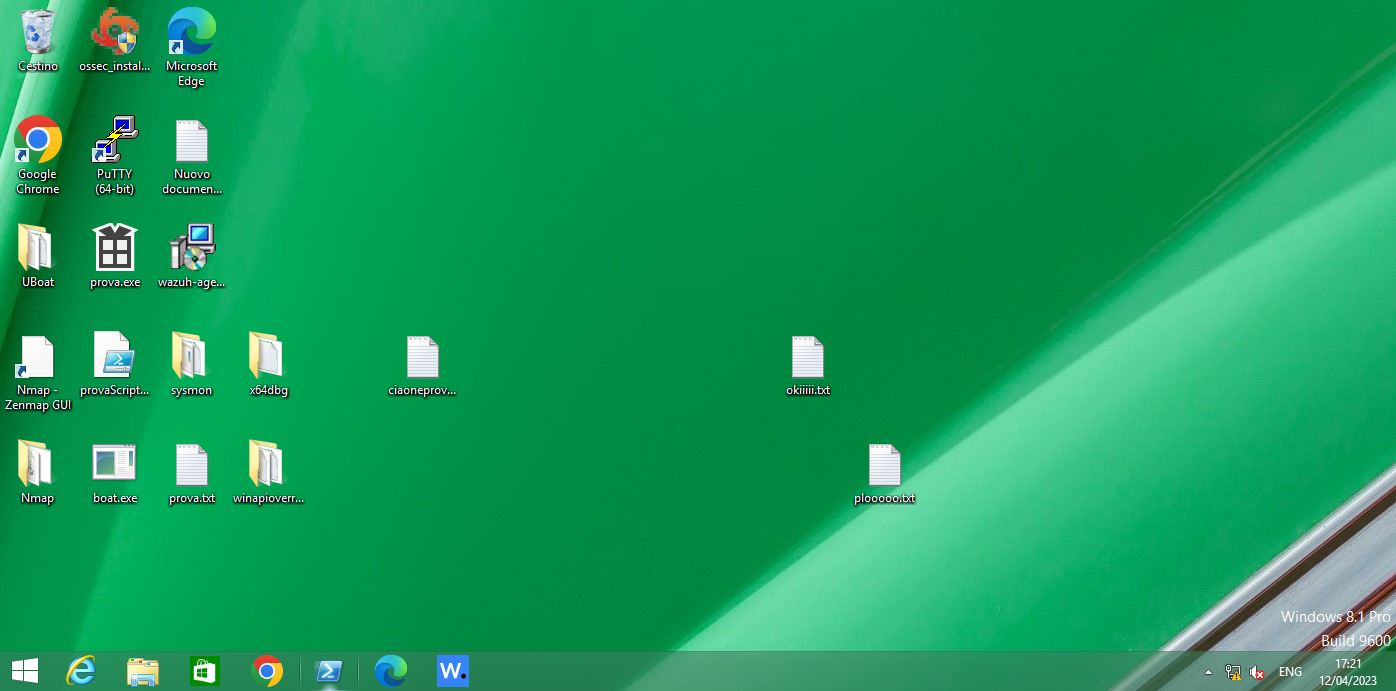 Cestino
ossec_instal...
Microsoft
Edge
Google
Chrome
PuTTY
(64-bit)
Nuovo
documen...
UBoat
prova.exe
wazuh-age...
Nmap -
Zenmap GUI
provaScript...
sysmon
x64dbg
ciaoneprov...
okiiiii.txt
Nmap
boat.exe
prova.txt
winapioverr...
plooooo.txt
Windows 8.1 Pro
Build 9600
W.
ENG
17:21
12/04/2023